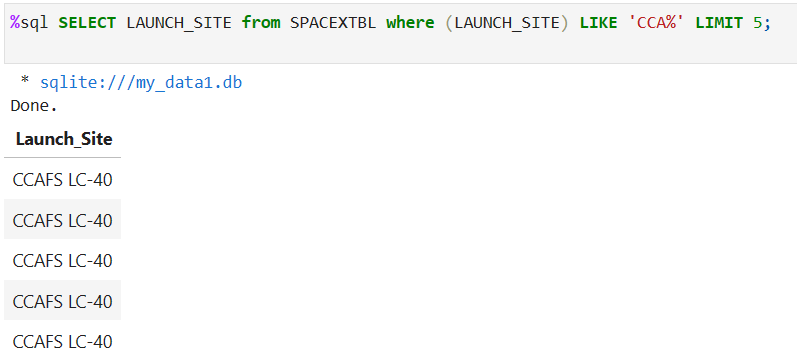 %sql SELECT LAUNCH_SITE from SPACEXTBL where (LAUNCH_SITE) LIKE 'CCA%' LIMIT 5;
* sqlite:///my_data1.db
Done.
Launch_Site
CCAFS LC-40
CCAFS LC-40
CCAFS LC-40
CCAFS LC-40
CCAFS LC-40